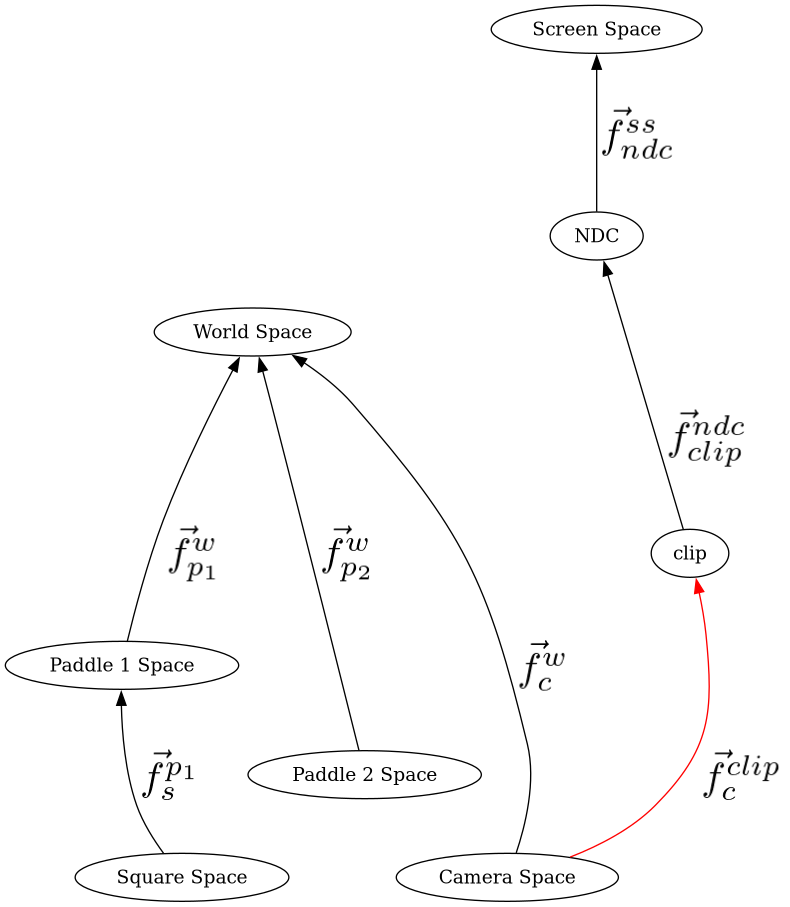 Screen Space
$\vec{f}_{ndc}^{ss}$
NDC
World Space
$\vec{f}_{clip}^{ndc}$
$\vec{f}_{p_1}^{w}$
$\vec{f}_{p_2}^{w}$
clip
Paddle 1 Space
$\vec{f}_{c}^{w}$
$\vec{f}_{s}^{p_1}$
Paddle 2 Space
$\vec{f}_{c}^{clip}$
Square Space
Camera Space